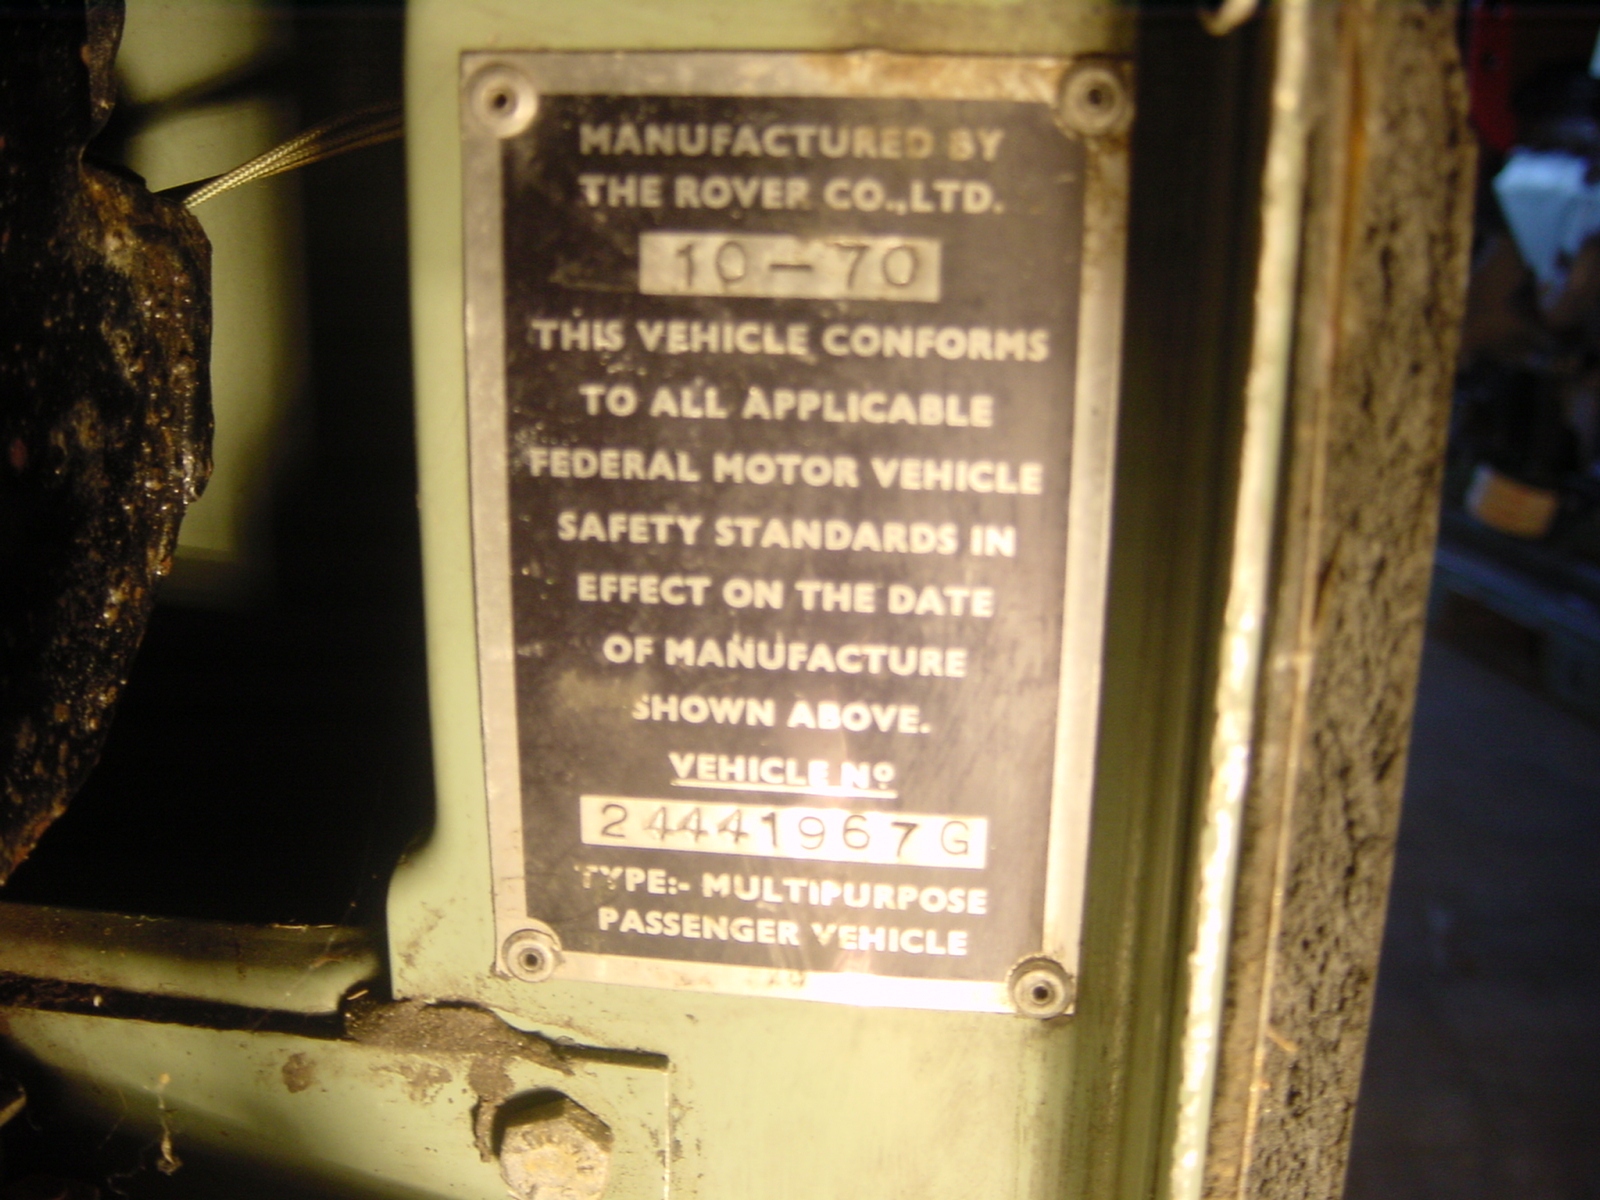 MANUFACTURED BY
THE ROVER CO.,LTD.
10-70
THIS VEHICLE CONFORMS
TO ALL APPLICABLE
FEDERAL MOTOR VEHICLE
SAFETY STANDARDS IN
EFFECT ON THE DATE
OF MANUFACTURE
SHOWN ABOVE.
VEHICLE Nº
24441967G
TYPE:- MULTIPURPOSE
PASSENGER VEHICLE